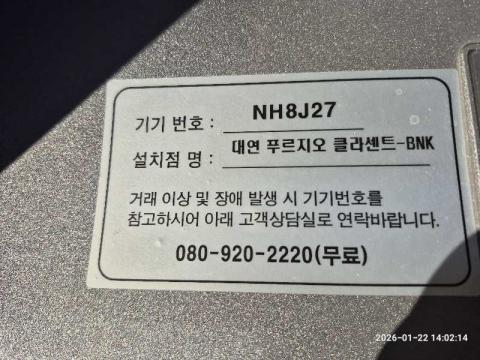 기기 번호 : NH8J27
설치점 명 : 대연 푸르지오 클라센트-BNK
거래 이상 및 장애 발생 시 기기번호를
참고하시어 아래 고객상담실로 연락바랍니다.
080-920-2220(무료)
2026-01-22 14:02:14